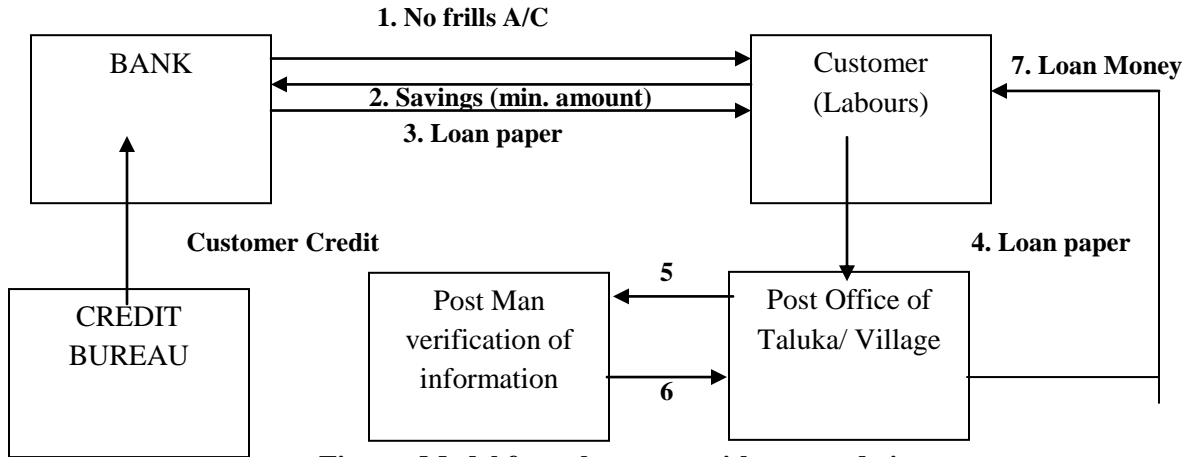 1. No frills A/C
BANK
Customer
(Labours)
7. Loan Money
2. Savings (min. amount)
3. Loan paper
Customer Credit
4. Loan paper
5
CREDIT
BUREAU
Post Man
verification of
information
Post Office of
Taluka/ Village
6